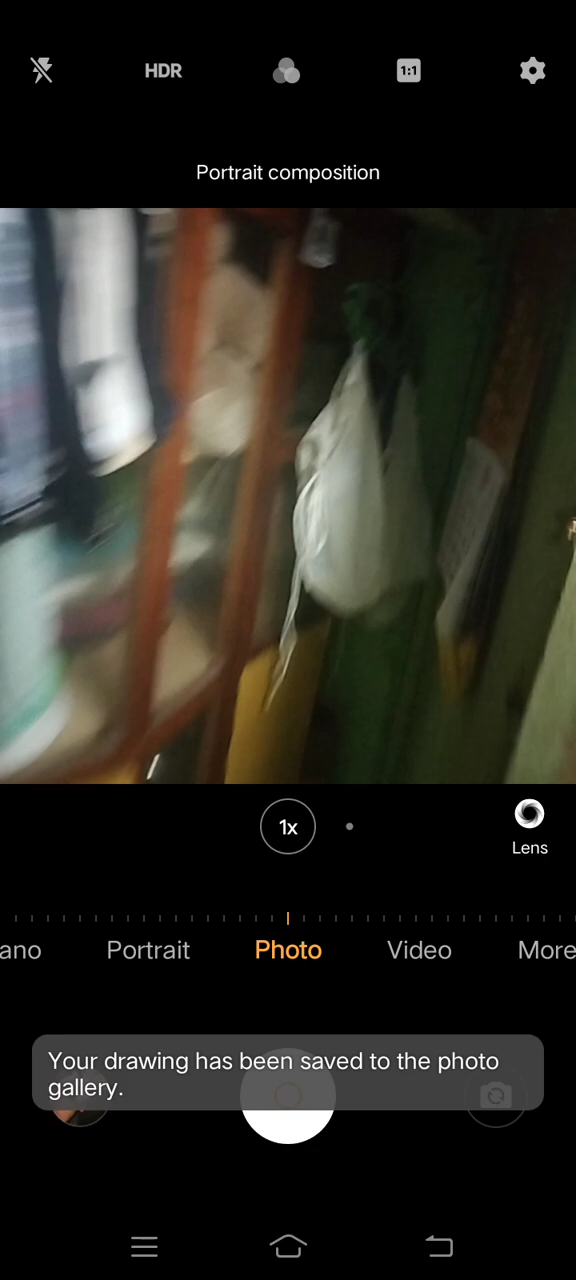 HDR
1:1
Portrait composition
1x
Lens
ano
Portrait
Photo
Video
More
Your drawing has been saved to the photo
gallery.